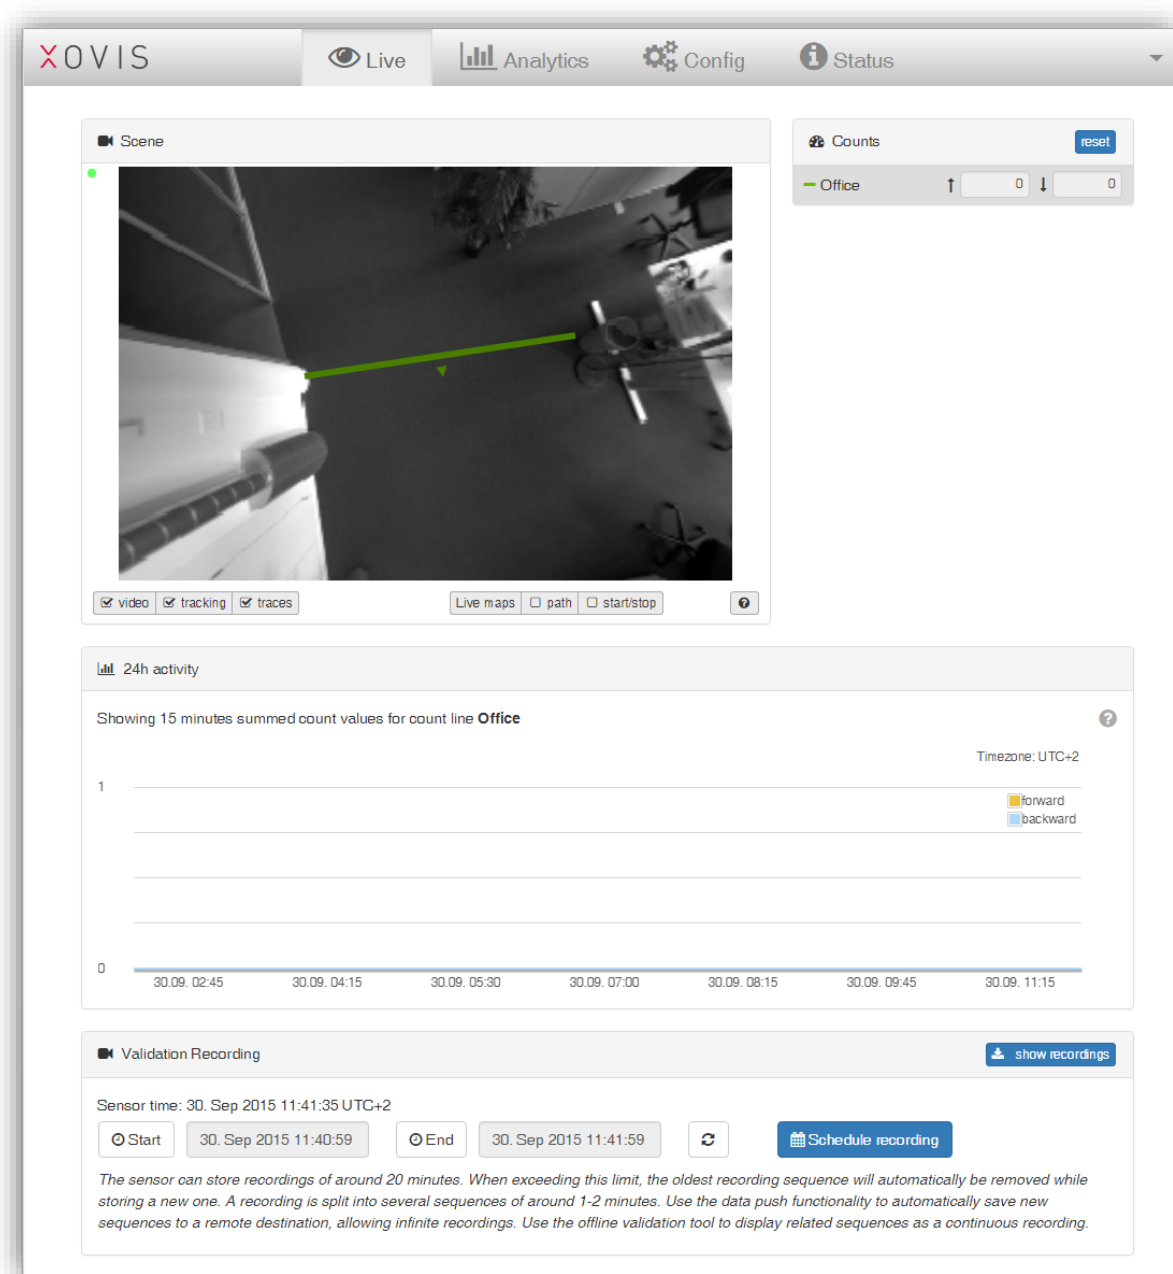 XOVIS
Live
Analytics
Config
Status
Scene
Counts
reset
Office
0
0
video
tracking
traces
Live maps
path
start/stop
24h activity
Showing 15 minutes summed count values for count line Office
Timezone: UTC+2
1
forward
backward
0
30.09. 02:45
30.09. 04:15
30.09. 05:30
30.09. 07:00
30.09. 08:15
30.09. 09:45
30.09. 11:15
Validation Recording
show recordings
Sensor time: 30. Sep 2015 11:41:35 UTC+2
Start
30. Sep 2015 11:40:59
End
30. Sep 2015 11:41:59
Schedule recording
The sensor can store recordings of around 20 minutes. When exceeding this limit, the oldest recording sequence will automatically be removed while
storing a new one. A recording is split into several sequences of around 1-2 minutes. Use the data push functionality to automatically save new
sequences to a remote destination, allowing infinite recordings. Use the offline validation tool to display related sequences as a continuous recording.